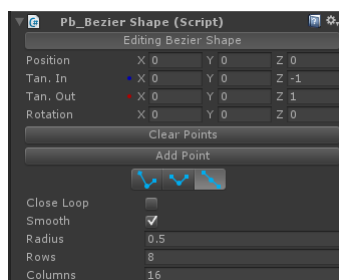 Pb_Bezier Shape (Script)
Editing Bezier Shape
Position X 0 Y 0 Z 0
Tan. In X 0 Y 0 Z -1
Tan. Out X 0 Y 0 Z 1
Rotation X 0 Y 0 Z 0
Clear Points
Add Point
Close Loop
Smooth
Radius 0.5
Rows 8
Columns 16